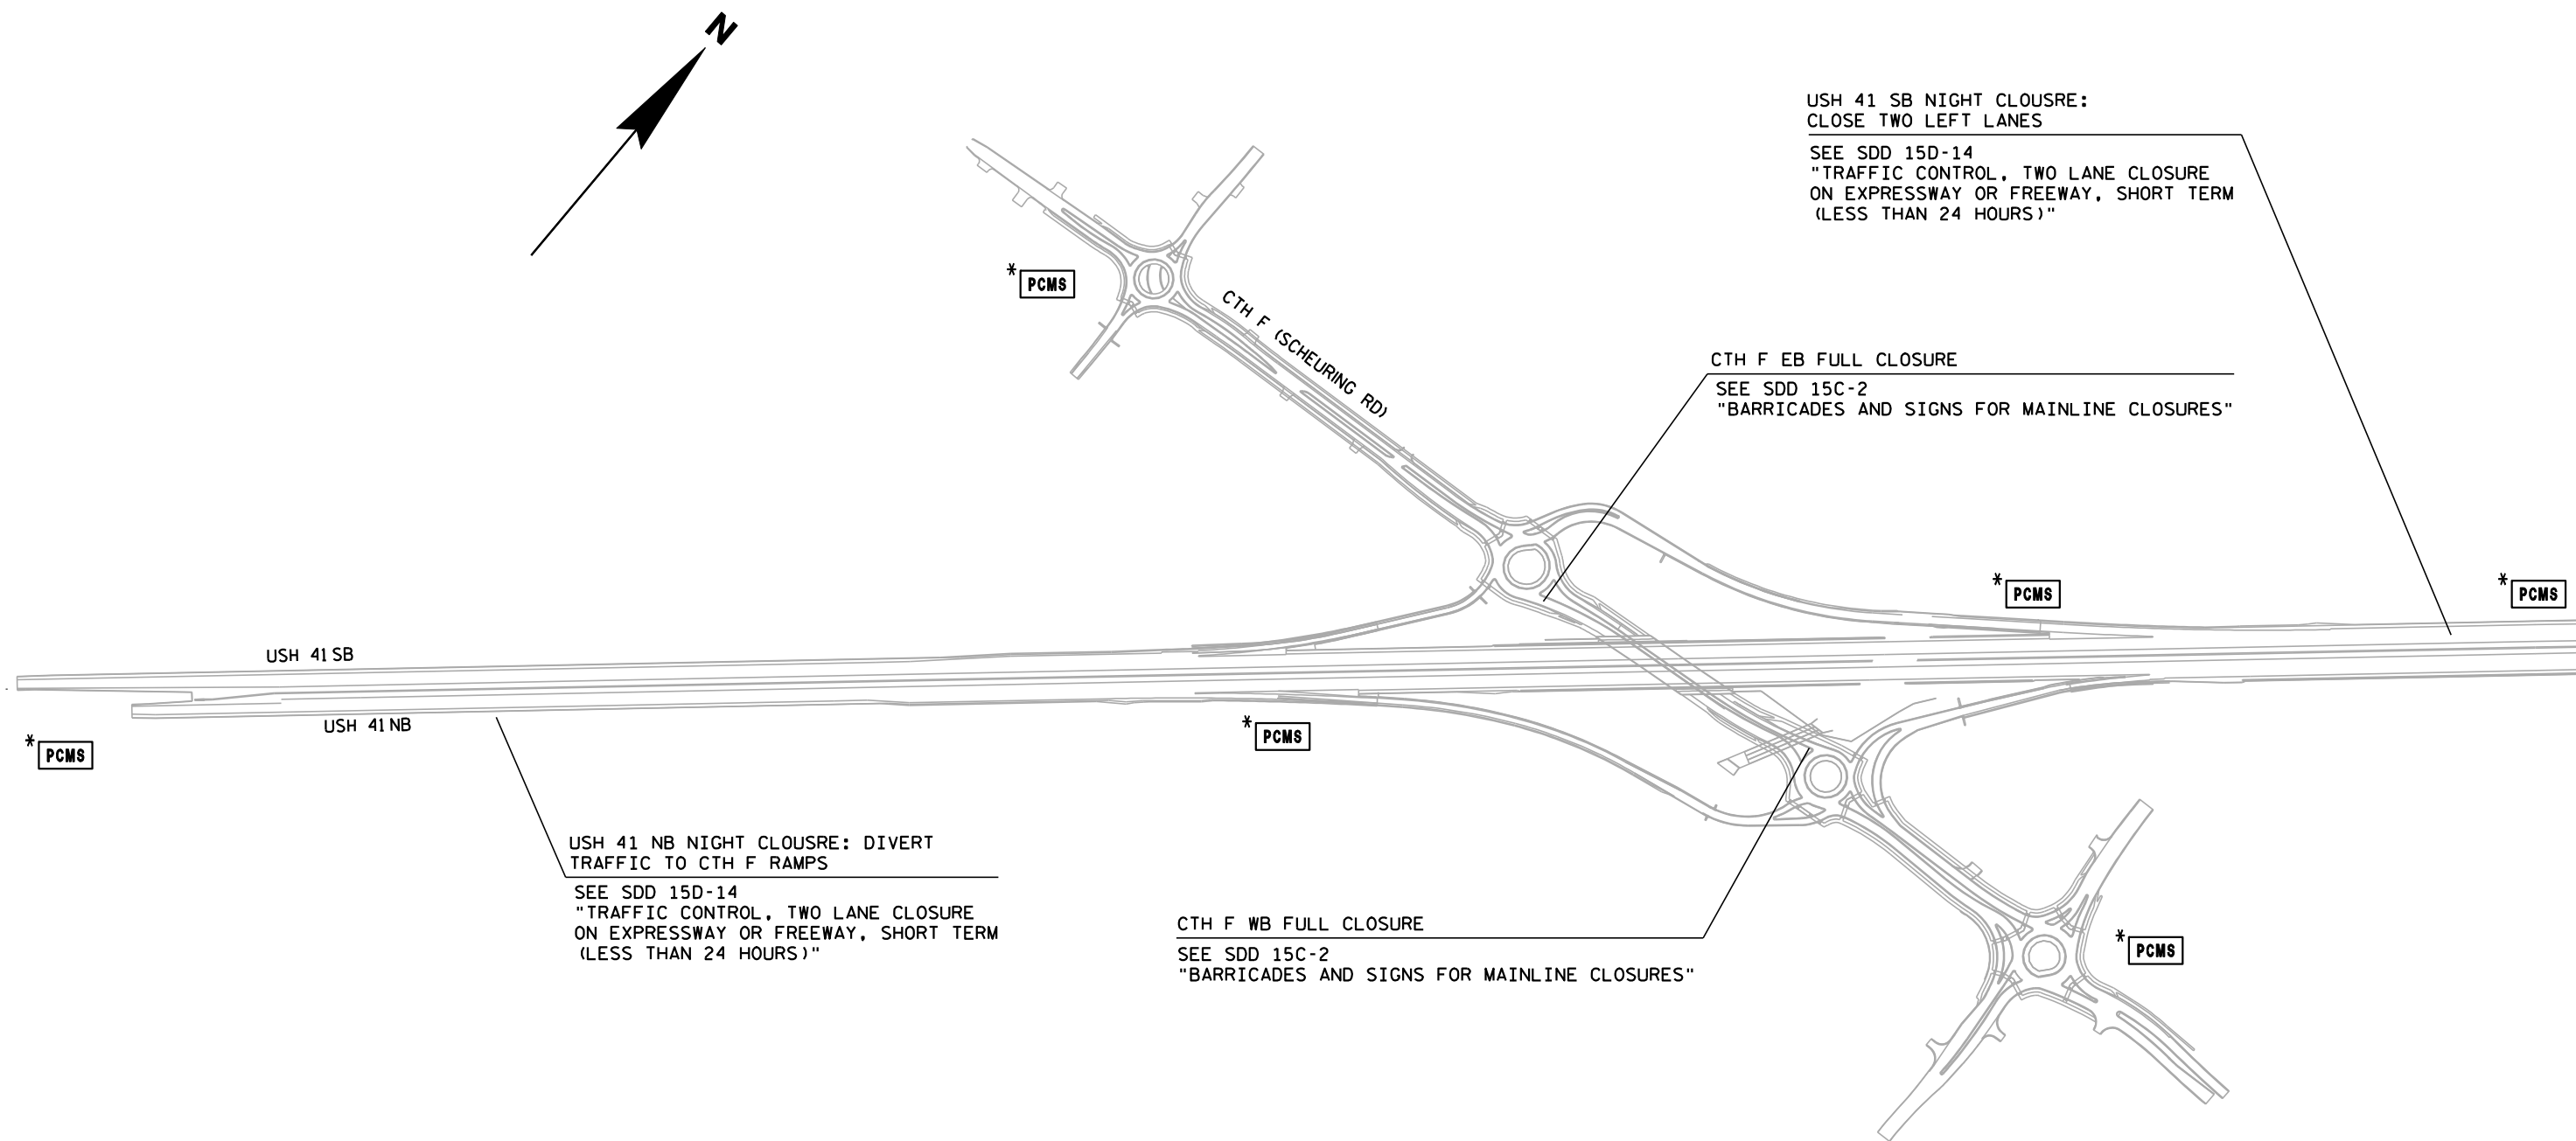 N
USH 41 SB NIGHT CLOUSRE:
CLOSE TWO LEFT LANES
SEE SDD 15D-14
"TRAFFIC CONTROL, TWO LANE CLOSURE
ON EXPRESSWAY OR FREEWAY, SHORT TERM
(LESS THAN 24 HOURS)"
* PCMS
CTH F (SCHEURING RD)
CTH F EB FULL CLOSURE
SEE SDD 15C-2
"BARRICADES AND SIGNS FOR MAINLINE CLOSURES"
* PCMS
* PCMS
USH 41 SB
USH 41 NB
* PCMS
* PCMS
USH 41 NB NIGHT CLOUSRE: DIVERT
TRAFFIC TO CTH F RAMPS
SEE SDD 15D-14
"TRAFFIC CONTROL, TWO LANE CLOSURE
ON EXPRESSWAY OR FREEWAY, SHORT TERM
(LESS THAN 24 HOURS)"
CTH F WB FULL CLOSURE
SEE SDD 15C-2
"BARRICADES AND SIGNS FOR MAINLINE CLOSURES"
* PCMS